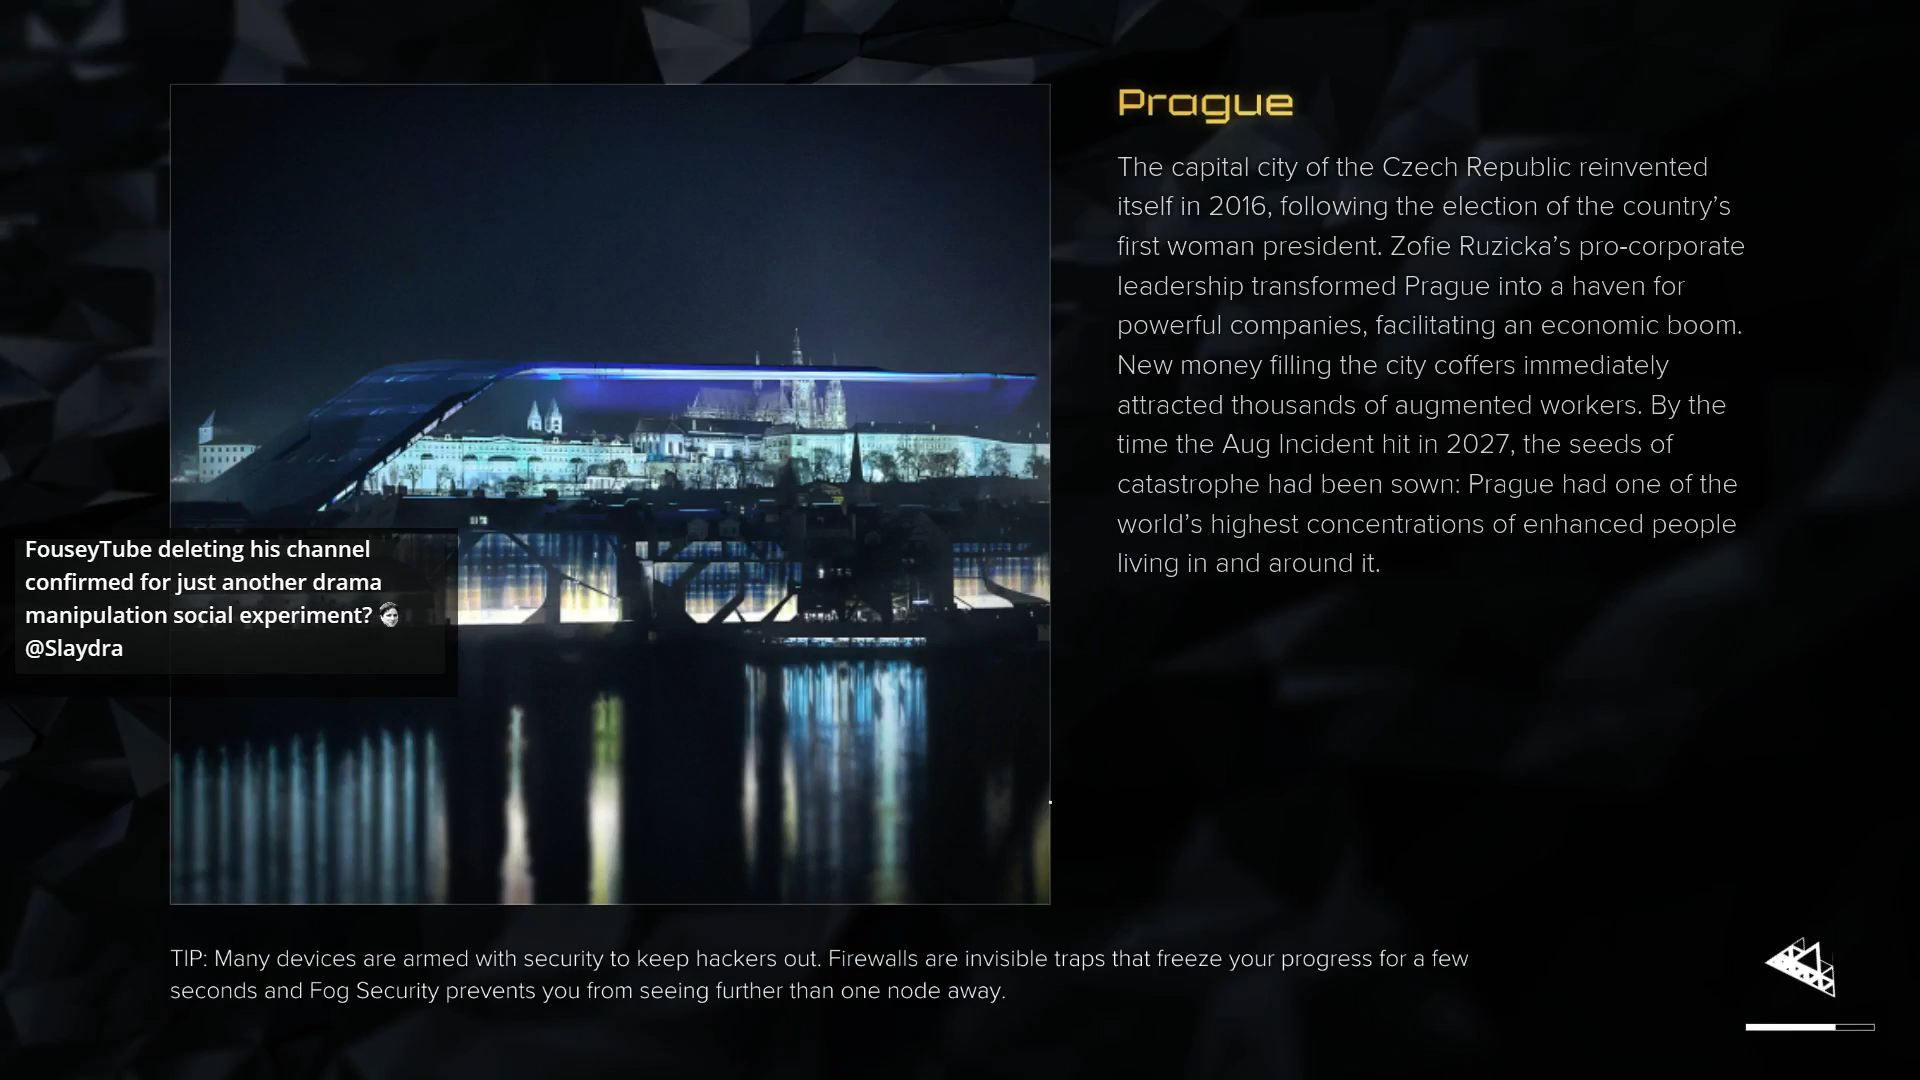 Prague
The capital city of the Czech Republic reinvented
itself in 2016, following the election of the country’s
first woman president. Zofie Ruzicka’s pro-corporate
leadership transformed Prague into a haven for
powerful companies, facilitating an economic boom.
New money filling the city coffers immediately
attracted thousands of augmented workers. By the
time the Aug Incident hit in 2027, the seeds of
catastrophe had been sown: Prague had one of the
world’s highest concentrations of enhanced people
living in and around it.
FouseyTube deleting his channel
confirmed for just another drama
manipulation social experiment?
@Slaydra
TIP: Many devices are armed with security to keep hackers out. Firewalls are invisible traps that freeze your progress for a few
seconds and Fog Security prevents you from seeing further than one node away.